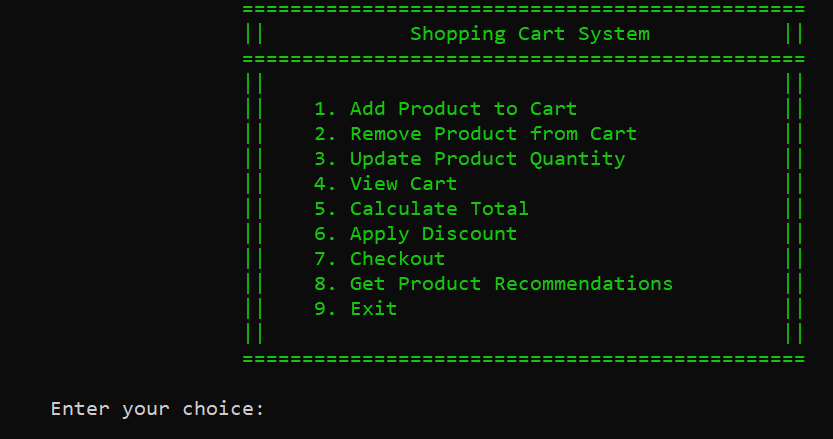 ===============================================
||            Shopping Cart System           ||
===============================================
||                                           ||
||    1. Add Product to Cart                 ||
||    2. Remove Product from Cart            ||
||    3. Update Product Quantity             ||
||    4. View Cart                           ||
||    5. Calculate Total                     ||
||    6. Apply Discount                      ||
||    7. Checkout                            ||
||    8. Get Product Recommendations         ||
||    9. Exit                                ||
||                                           ||
===============================================
Enter your choice: